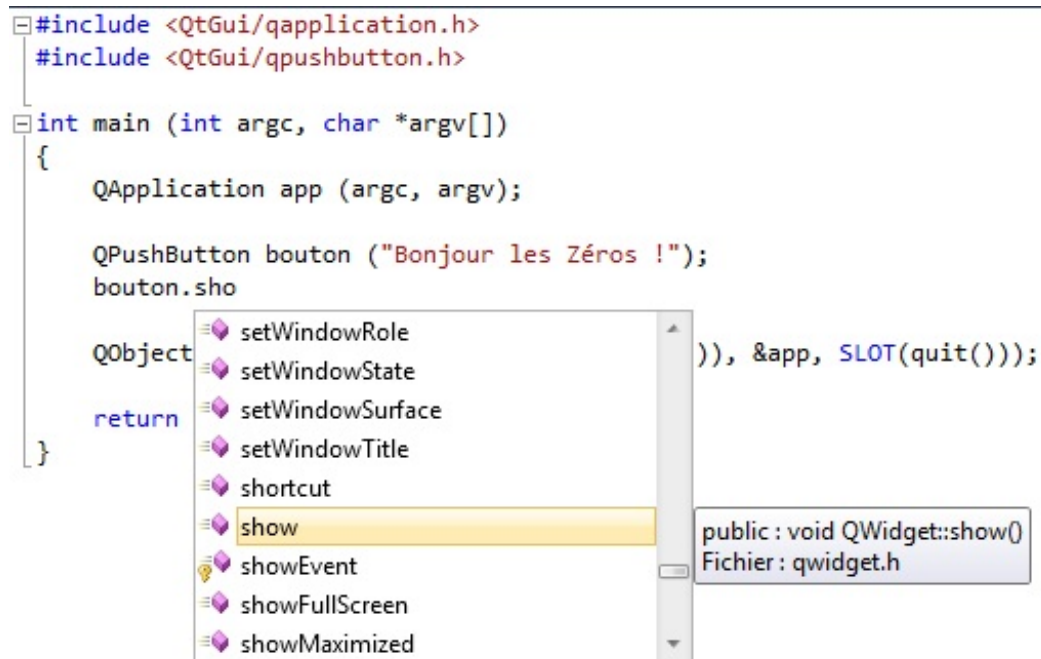 #include <QtGui/qapplication.h>
#include <QtGui/qpushbutton.h>
int main (int argc, char *argv[])
{
QApplication app (argc, argv);
QPushButton bouton ("Bonjour les Zéros !");
bouton.sho
QObject )), &app, SLOT(quit()));
return
}
setWindowRole
setWindowState
setWindowSurface
setWindowTitle
shortcut
show
showEvent
showFullScreen
showMaximized
public : void QWidget::show()
Fichier : qwidget.h